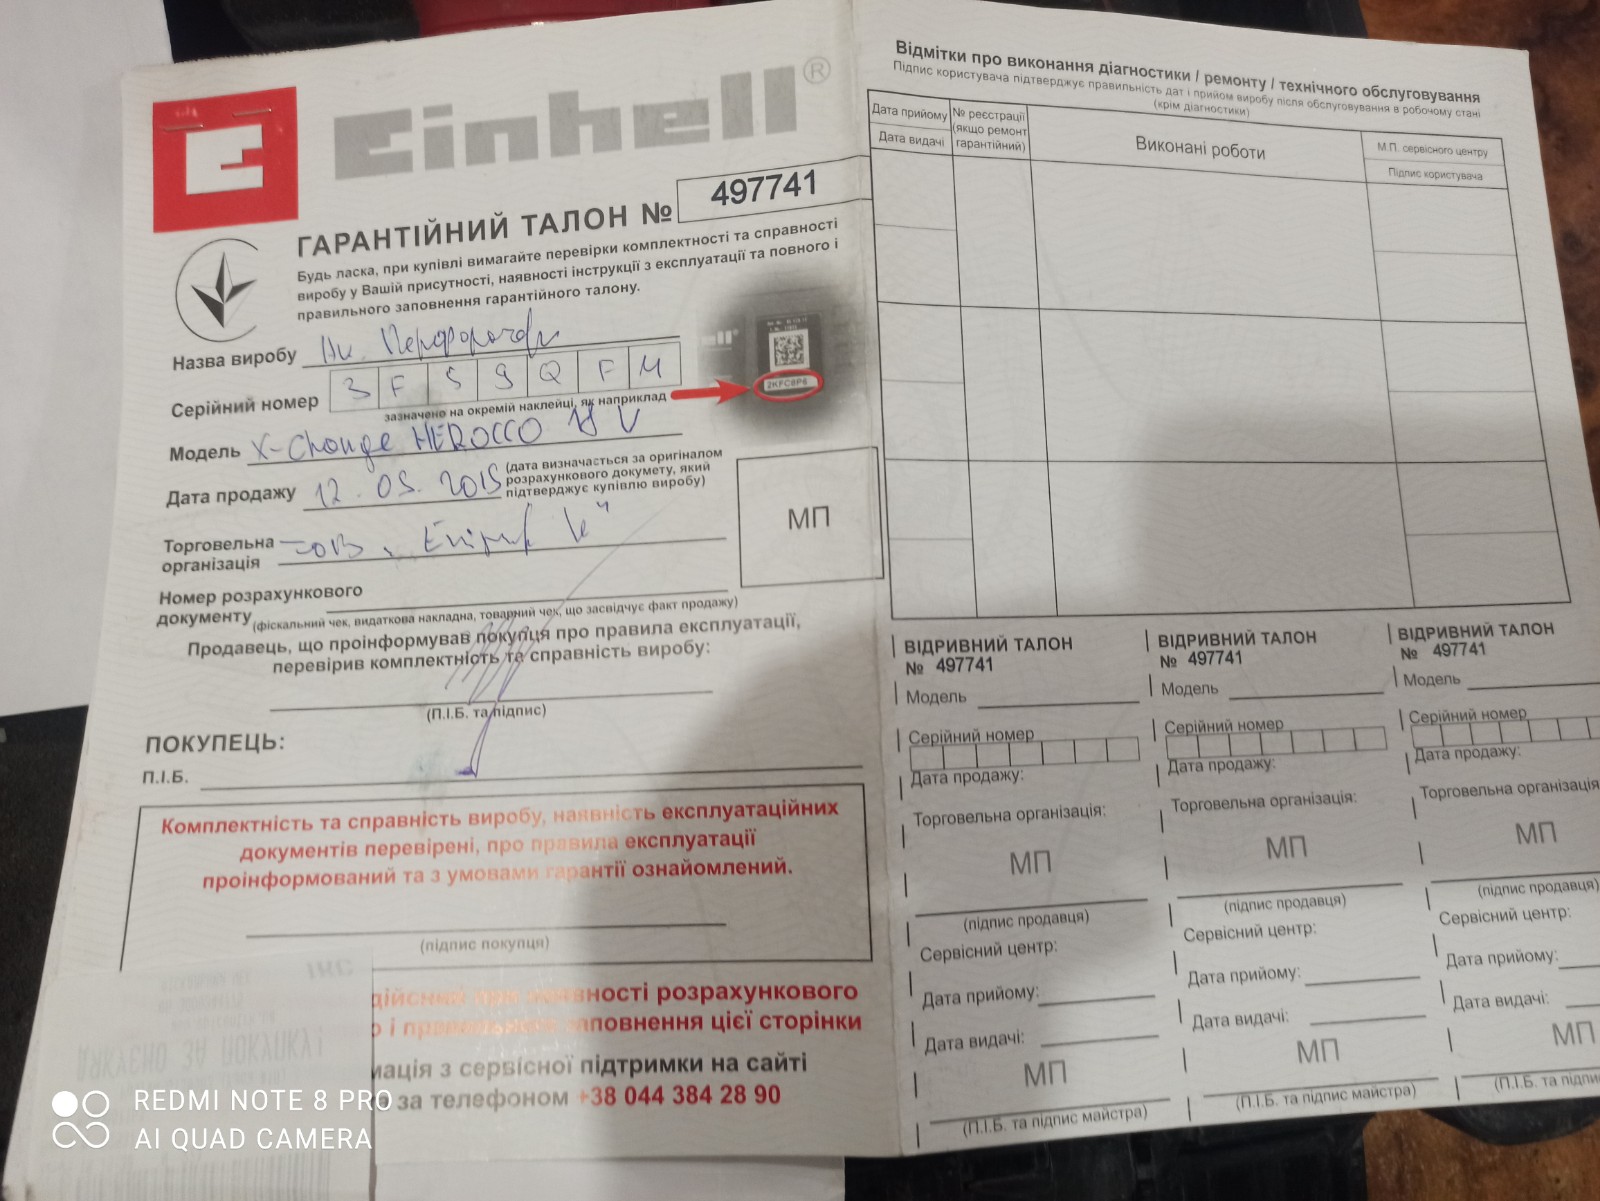 Einhell®
ГАРАНТІЙНИЙ ТАЛОН № 497741
Будь ласка, при купівлі вимагайте перевірки комплектності та справності
виробу у Вашій присутності, наявності інструкції з експлуатації та повного і
правильного заповнення гарантійного талону.
Назва виробу
Серійний номер 3 F S 9 Q F M
зазначено на окремій наклейці, як наприклад
2KFC8P6
Модель X-Change HEROCCO 18 V
Дата продажу 12.05.2019 (дата визначається за оригіналом
розрахункового докумету, який
підтверджує купівлю виробу)
Торговельна
організація
МП
Номер розрахункового
документу
(фіскальний чек, видаткова накладна, товарний чек, що засвідчує факт продажу)
Продавець, що проінформував покупця про правила експлуатації,
перевірив комплектність та справність виробу:
(П.І.Б. та підпис)
ПОКУПЕЦЬ:
П.І.Б.
Комплектність та справність виробу, наявність експлуатаційних
документів перевірені, про правила експлуатації
проінформований та з умовами гарантії ознайомлений.
(підпис покупця)
дійсний при наявності розрахункового
о і правильного заповнення цієї сторінки
мація з сервісної підтримки на сайті
за телефоном +38 044 384 28 90
ДЯКУЄМО ЗА ПОКУПКУ!
Відмітки про виконання діагностики / ремонту / технічного обслуговування
Підпис користувача підтверджує правильність дат і прийом виробу після обслуговування в робочому стані
(крім діагностики)
Дата прийому
Дата видачі
№ реєстрації
(якщо ремонт
гарантійний)
Виконані роботи
М.П. сервісного центру
Підпис користувача
ВІДРИВНИЙ ТАЛОН
№ 497741
Модель
Серійний номер
Дата продажу:
Торговельна організація:
МП
(підпис продавця)
Сервісний центр:
Дата прийому:
Дата видачі:
МП
(П.І.Б. та підпис майстра)
ВІДРИВНИЙ ТАЛОН
№ 497741
Модель
Серійний номер
Дата продажу:
Торговельна організація:
МП
(підпис продавця)
Сервісний центр:
Дата прийому:
Дата видачі:
МП
(П.І.Б. та підпис майстра)
ВІДРИВНИЙ ТАЛОН
№ 497741
Модель
Серійний номер
Дата продажу:
Торговельна організація
МП
(підпис продавця)
Сервісний центр:
Дата прийому:
Дата видачі:
МП
(П.І.Б. та підпи
REDMI NOTE 8 PRO
AI QUAD CAMERA